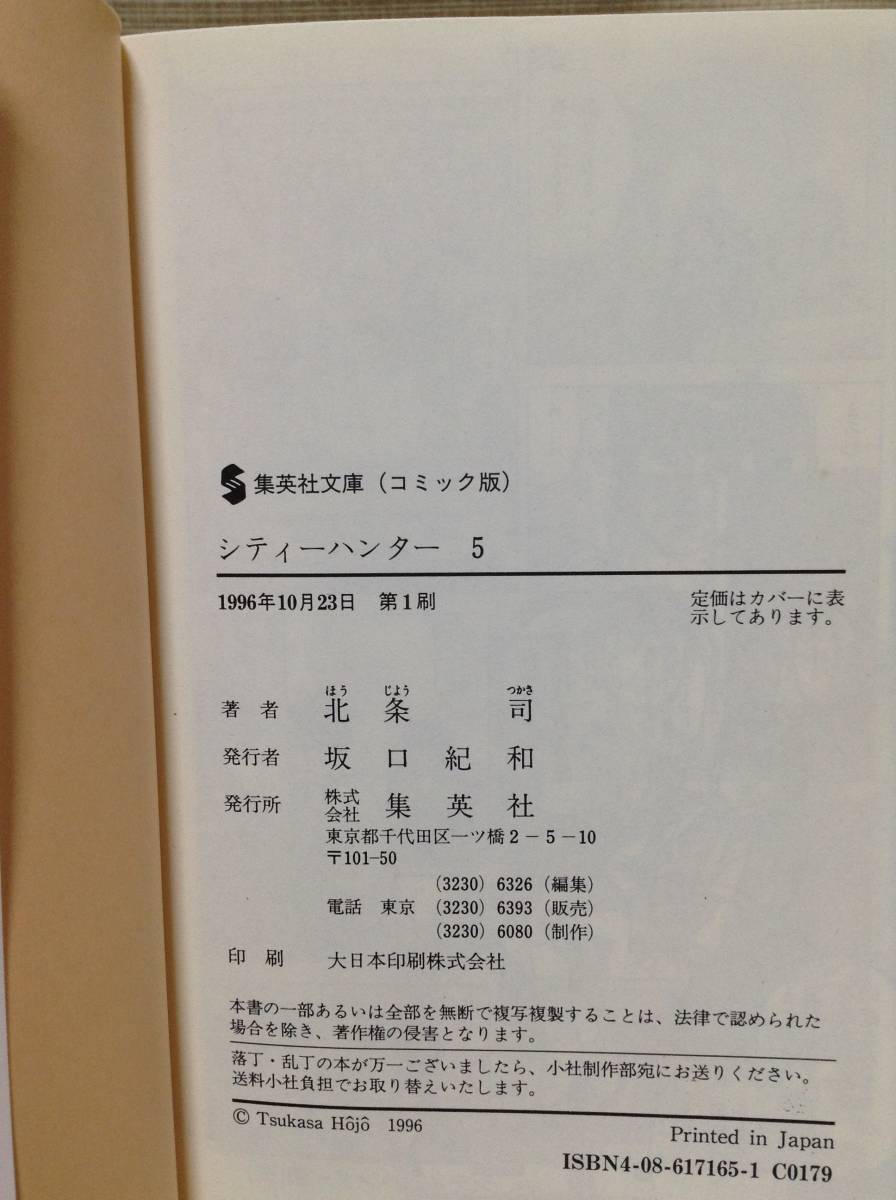 集英社文庫（コミック版）
シティーハンター 5
1996年10月23日 第1刷
定価はカバーに表
示してあります。
ほう じょう つかさ
著者 北条 司
発行者 坂口紀和
発行所 株式会社 集英社
東京都千代田区一ツ橋2－5－10
〒101-50
(3230) 6326（編集）
電話 東京 (3230) 6393（販売）
(3230) 6080（制作）
印刷 大日本印刷株式会社
本書の一部あるいは全部を無断で複写複製することは、法律で認められた
場合を除き、著作権の侵害となります。
落丁・乱丁の本が万一ございましたら、小社制作部宛にお送りください。
送料小社負担でお取り替えいたします。
© Tsukasa Hôjô 1996
Printed in Japan
ISBN4-08-617165-1 C0179